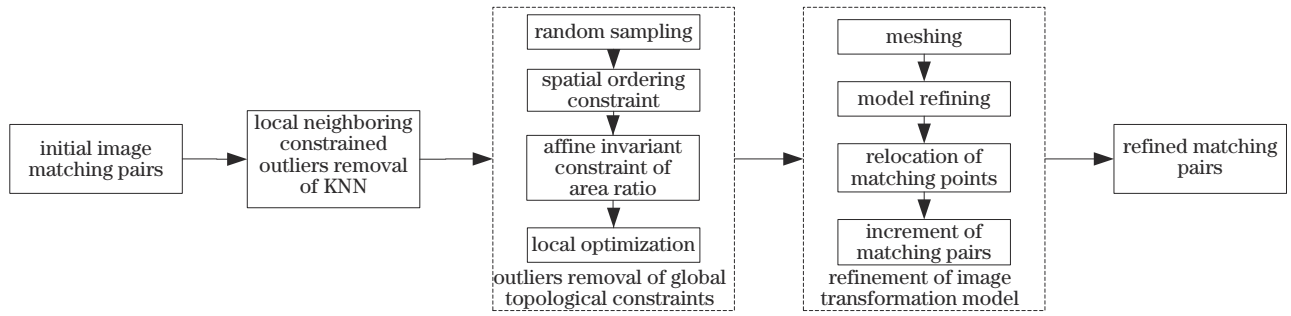 initial image
matching pairs
local neighboring
constrained
outliers removal
of KNN
random sampling
spatial ordering
constraint
affine invariant
constraint of
area ratio
local optimization
outliers removal of global
topological constraints
meshing
model refining
relocation of
matching points
increment of
matching pairs
refinement of image
transformation model
refined matching
pairs